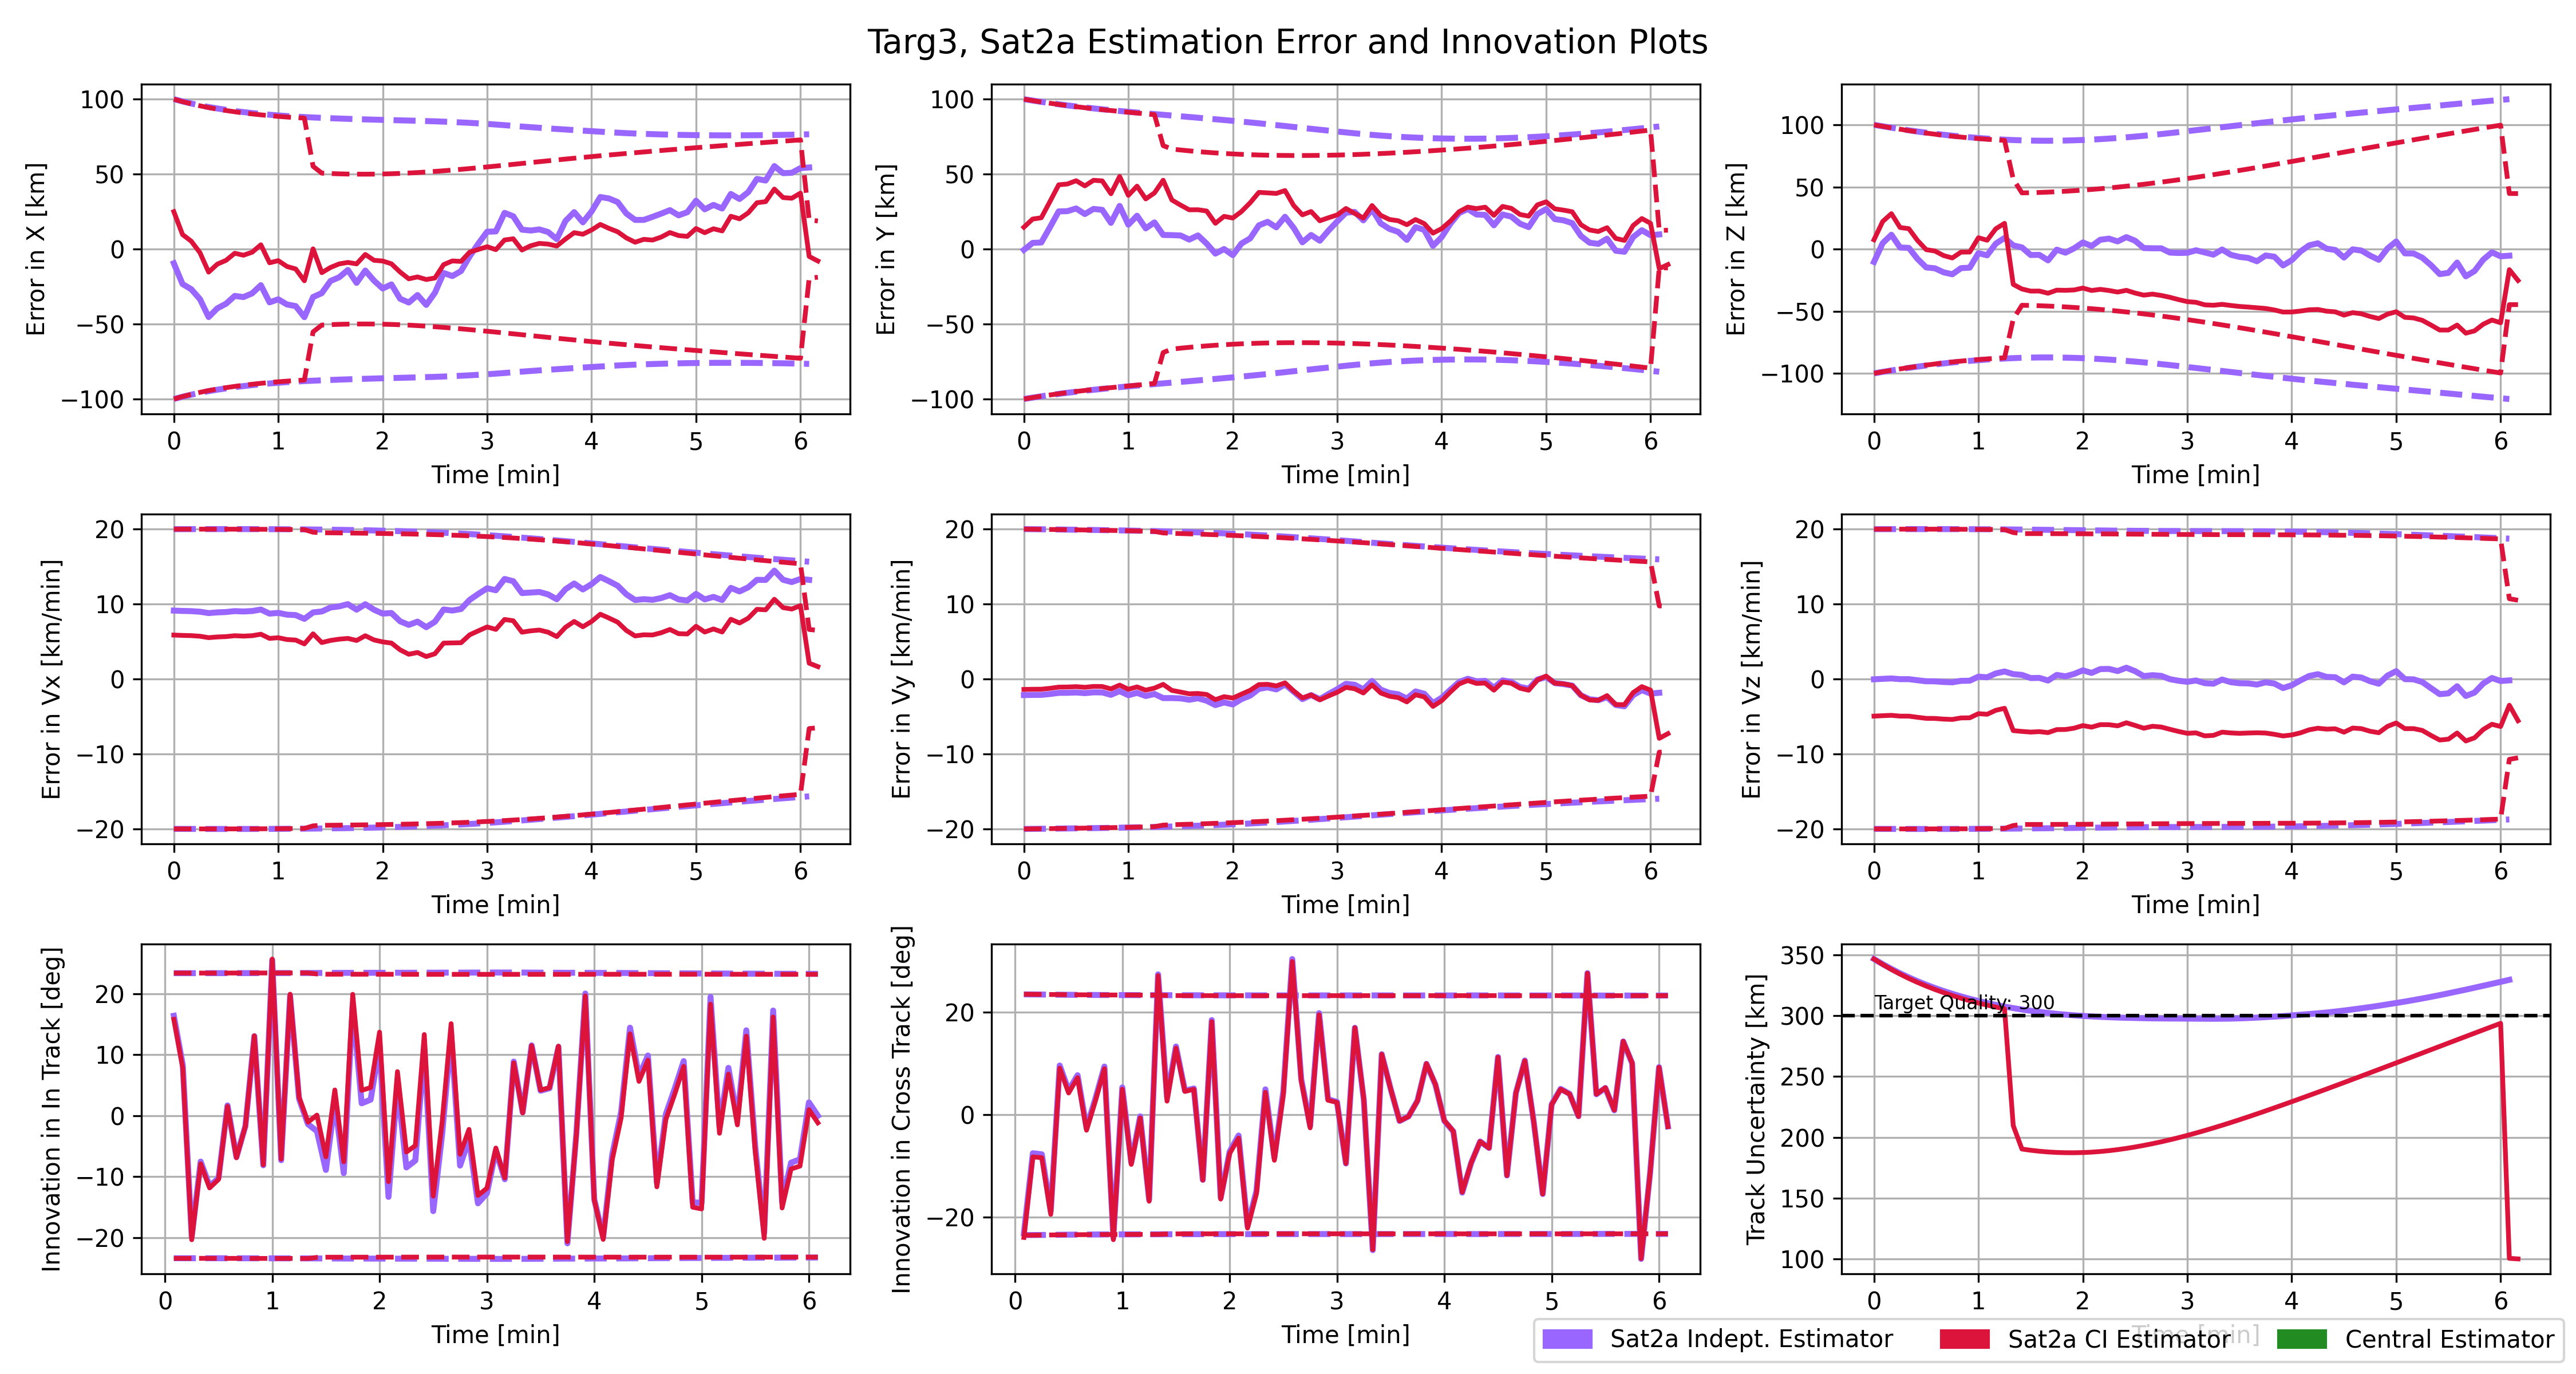 Targ3, Sat2a Estimation Error and Innovation Plots
Error in X [km]
100
50
0
−50
−100
0 1 2 3 4 5 6
Time [min]
Error in Y [km]
100
50
0
−50
−100
0 1 2 3 4 5 6
Time [min]
Error in Z [km]
100
50
0
−50
−100
0 1 2 3 4 5 6
Time [min]
Error in Vx [km/min]
20
10
0
−10
−20
0 1 2 3 4 5 6
Time [min]
Error in Vy [km/min]
20
10
0
−10
−20
0 1 2 3 4 5 6
Time [min]
Error in Vz [km/min]
20
10
0
−10
−20
0 1 2 3 4 5 6
Time [min]
Innovation in In Track [deg]
20
10
0
−10
−20
0 1 2 3 4 5 6
Time [min]
Innovation in Cross Track [deg]
20
0
−20
0 1 2 3 4 5 6
Time [min]
Track Uncertainty [km]
350
300
250
200
150
100
Target Quality: 300
0 1 2 3 4 5 6
Time [min]
Sat2a Indept. Estimator
Sat2a CI Estimator
Central Estimator